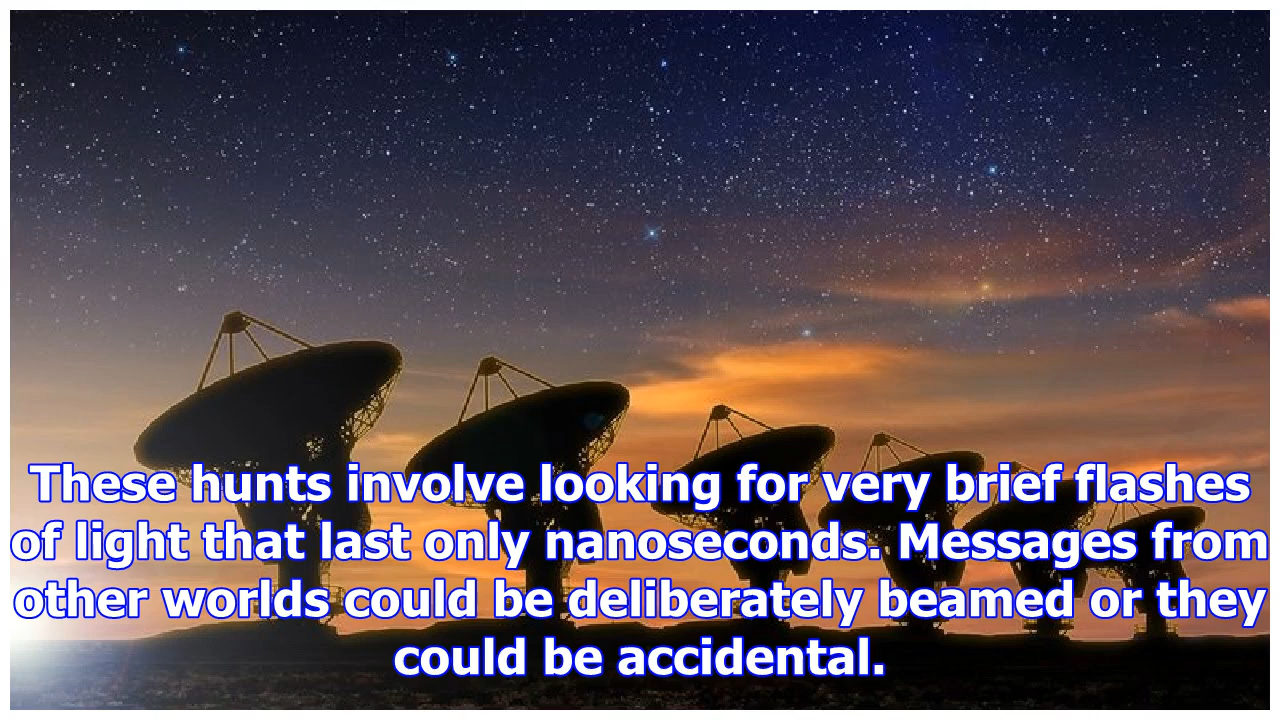 These hunts involve looking for very brief flashes
of light that last only nanoseconds. Messages from
other worlds could be deliberately beamed or they
could be accidental.